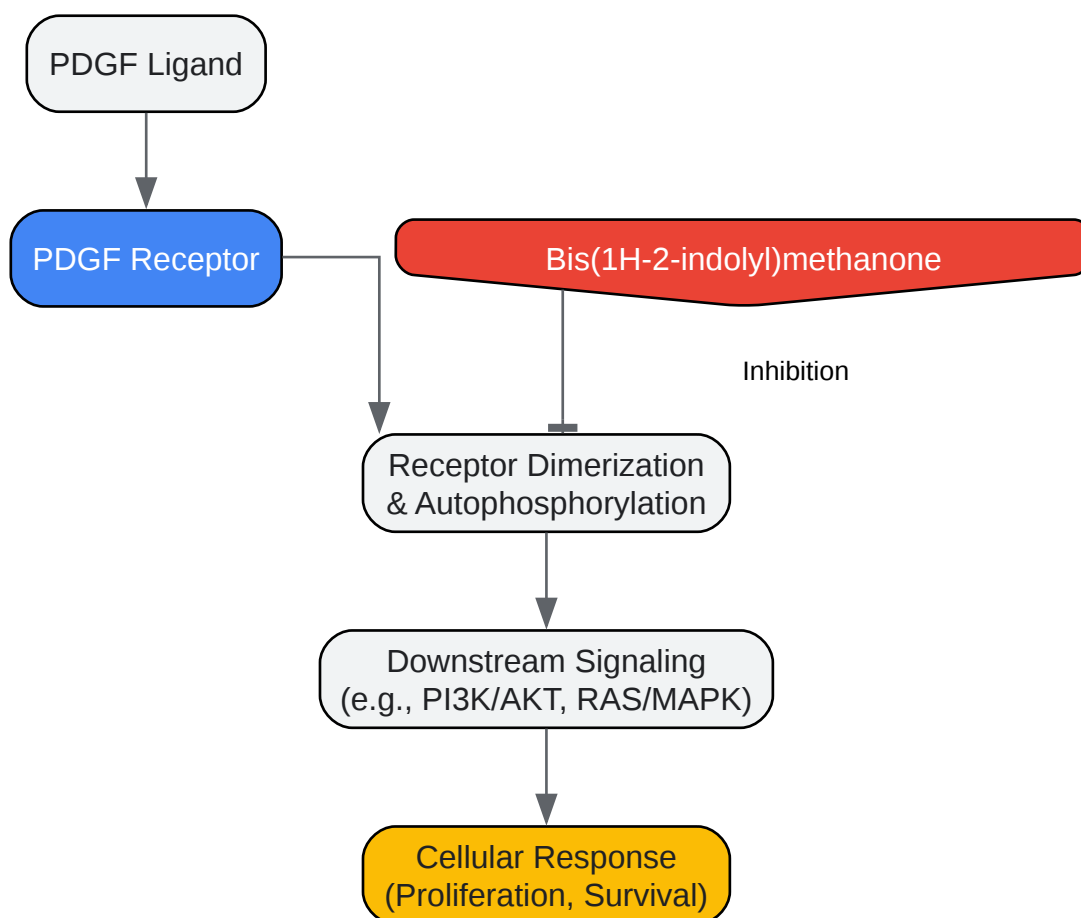 PDGF Ligand
PDGF Receptor
Bis(1H-2-indolyl)methanone
Inhibition
Receptor Dimerization
& Autophosphorylation
Downstream Signaling
(e.g., PI3K/AKT, RAS/MAPK)
Cellular Response
(Proliferation, Survival)